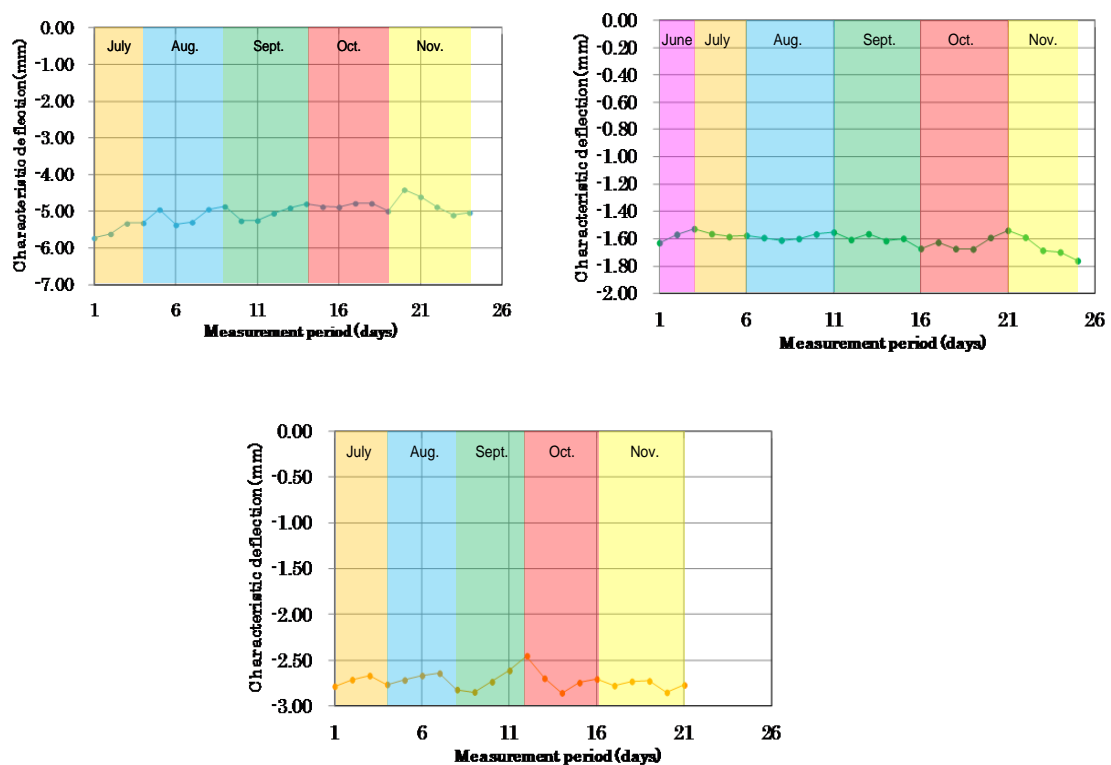 0.00
-1.00
-2.00
-3.00
-4.00
-5.00
-6.00
-7.00
Characteristic deflection (mm)
July Aug. Sept. Oct. Nov.
1 6 11 16 21 26
Measurement period (days)
0.00
-0.20
-0.40
-0.60
-0.80
-1.00
-1.20
-1.40
-1.60
-1.80
-2.00
Characteristic deflection (mm)
June July Aug. Sept. Oct. Nov.
1 6 11 16 21 26
Measurement period (days)
0.00
-0.50
-1.00
-1.50
-2.00
-2.50
-3.00
Characteristic deflection (mm)
July Aug. Sept. Oct. Nov.
1 6 11 16 21 26
Measurement period (days)